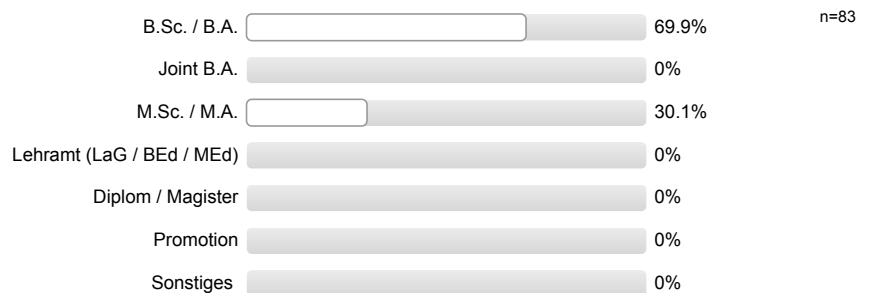 B.Sc. / B.A. 69.9% n=83
Joint B.A. 0%
M.Sc. / M.A. 30.1%
Lehramt (LaG / BEd / MEd) 0%
Diplom / Magister 0%
Promotion 0%
Sonstiges 0%